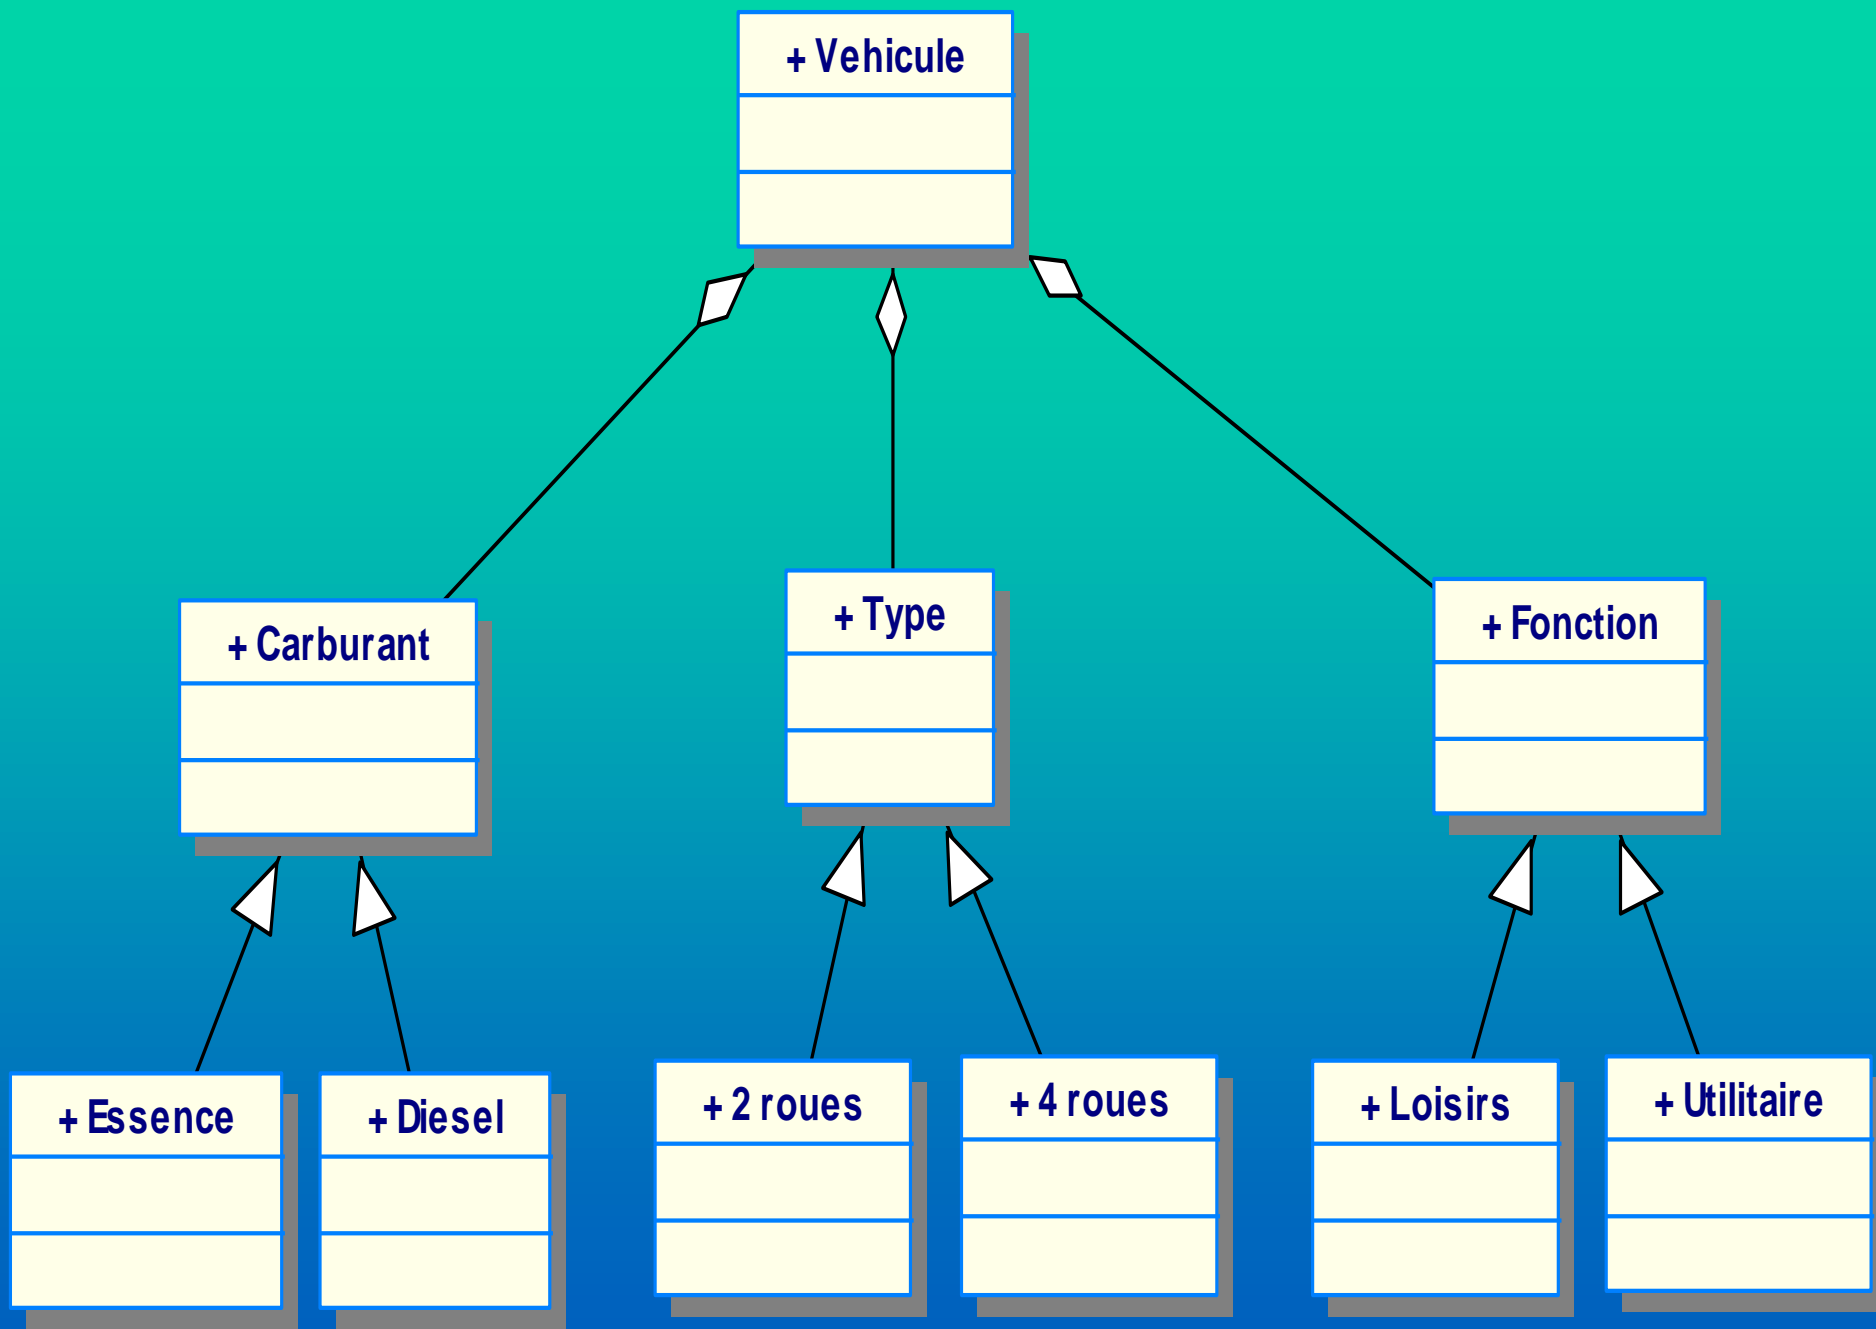 + Vehicule
+ Carburant
+ Type
+ Fonction
+ Essence
+ Diesel
+ 2 roues
+ 4 roues
+ Loisirs
+ Utilitaire